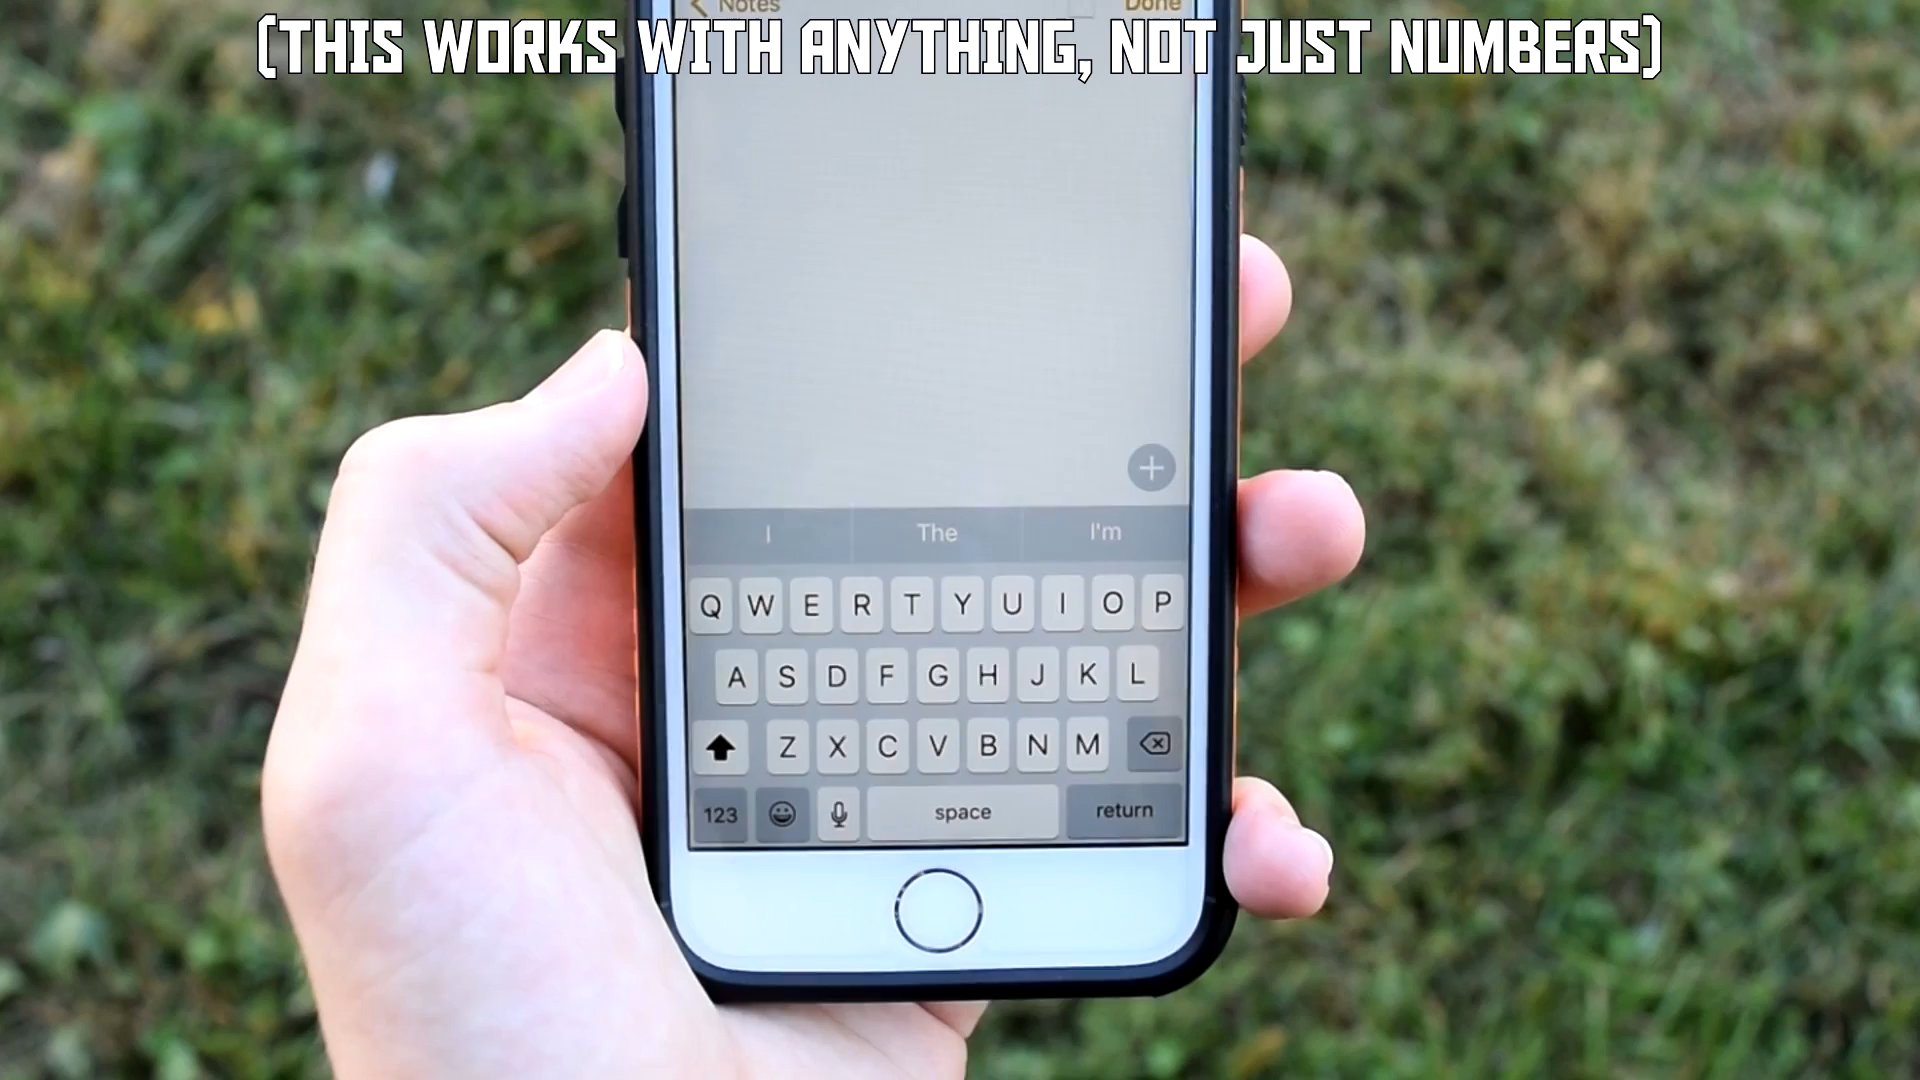 (THIS WORKS WITH ANYTHING, NOT JUST NUMBERS)
Notes Done
I The I'm
Q W E R T Y U I O P
A S D F G H J K L
Z X C V B N M
123 space return